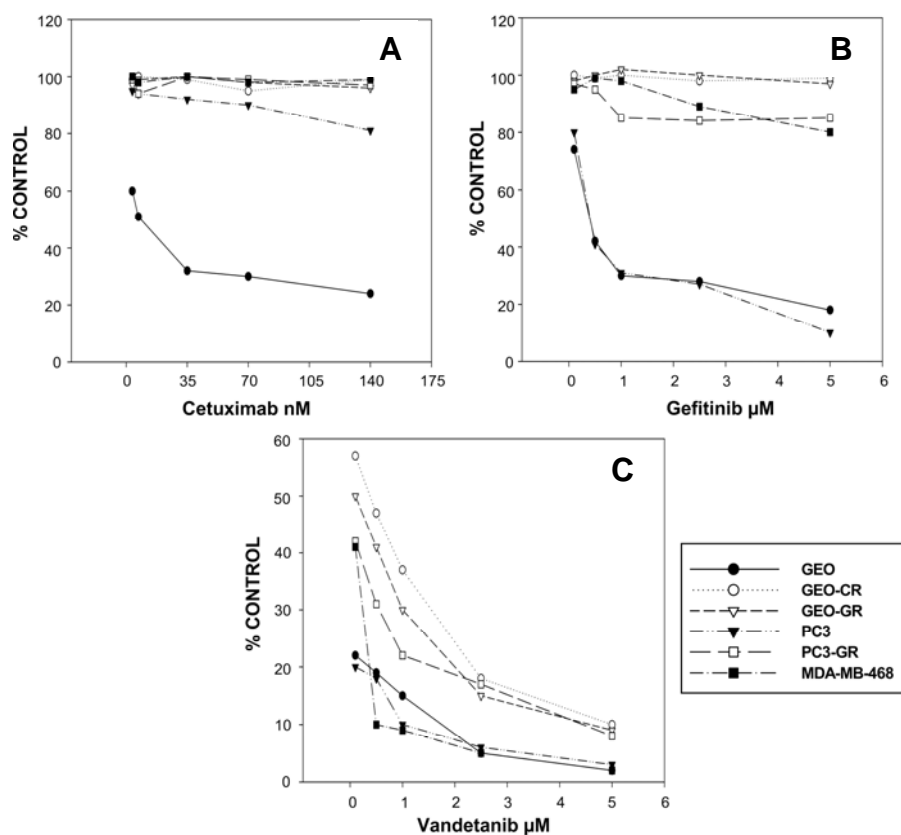 A
% CONTROL
120
100
80
60
40
20
0
0 35 70 105 140 175
Cetuximab nM
B
% CONTROL
120
100
80
60
40
20
0
0 1 2 3 4 5 6
Gefitinib µM
C
% CONTROL
60
50
40
30
20
10
0
0 1 2 3 4 5 6
Vandetanib µM
GEO
GEO-CR
GEO-GR
PC3
PC3-GR
MDA-MB-468